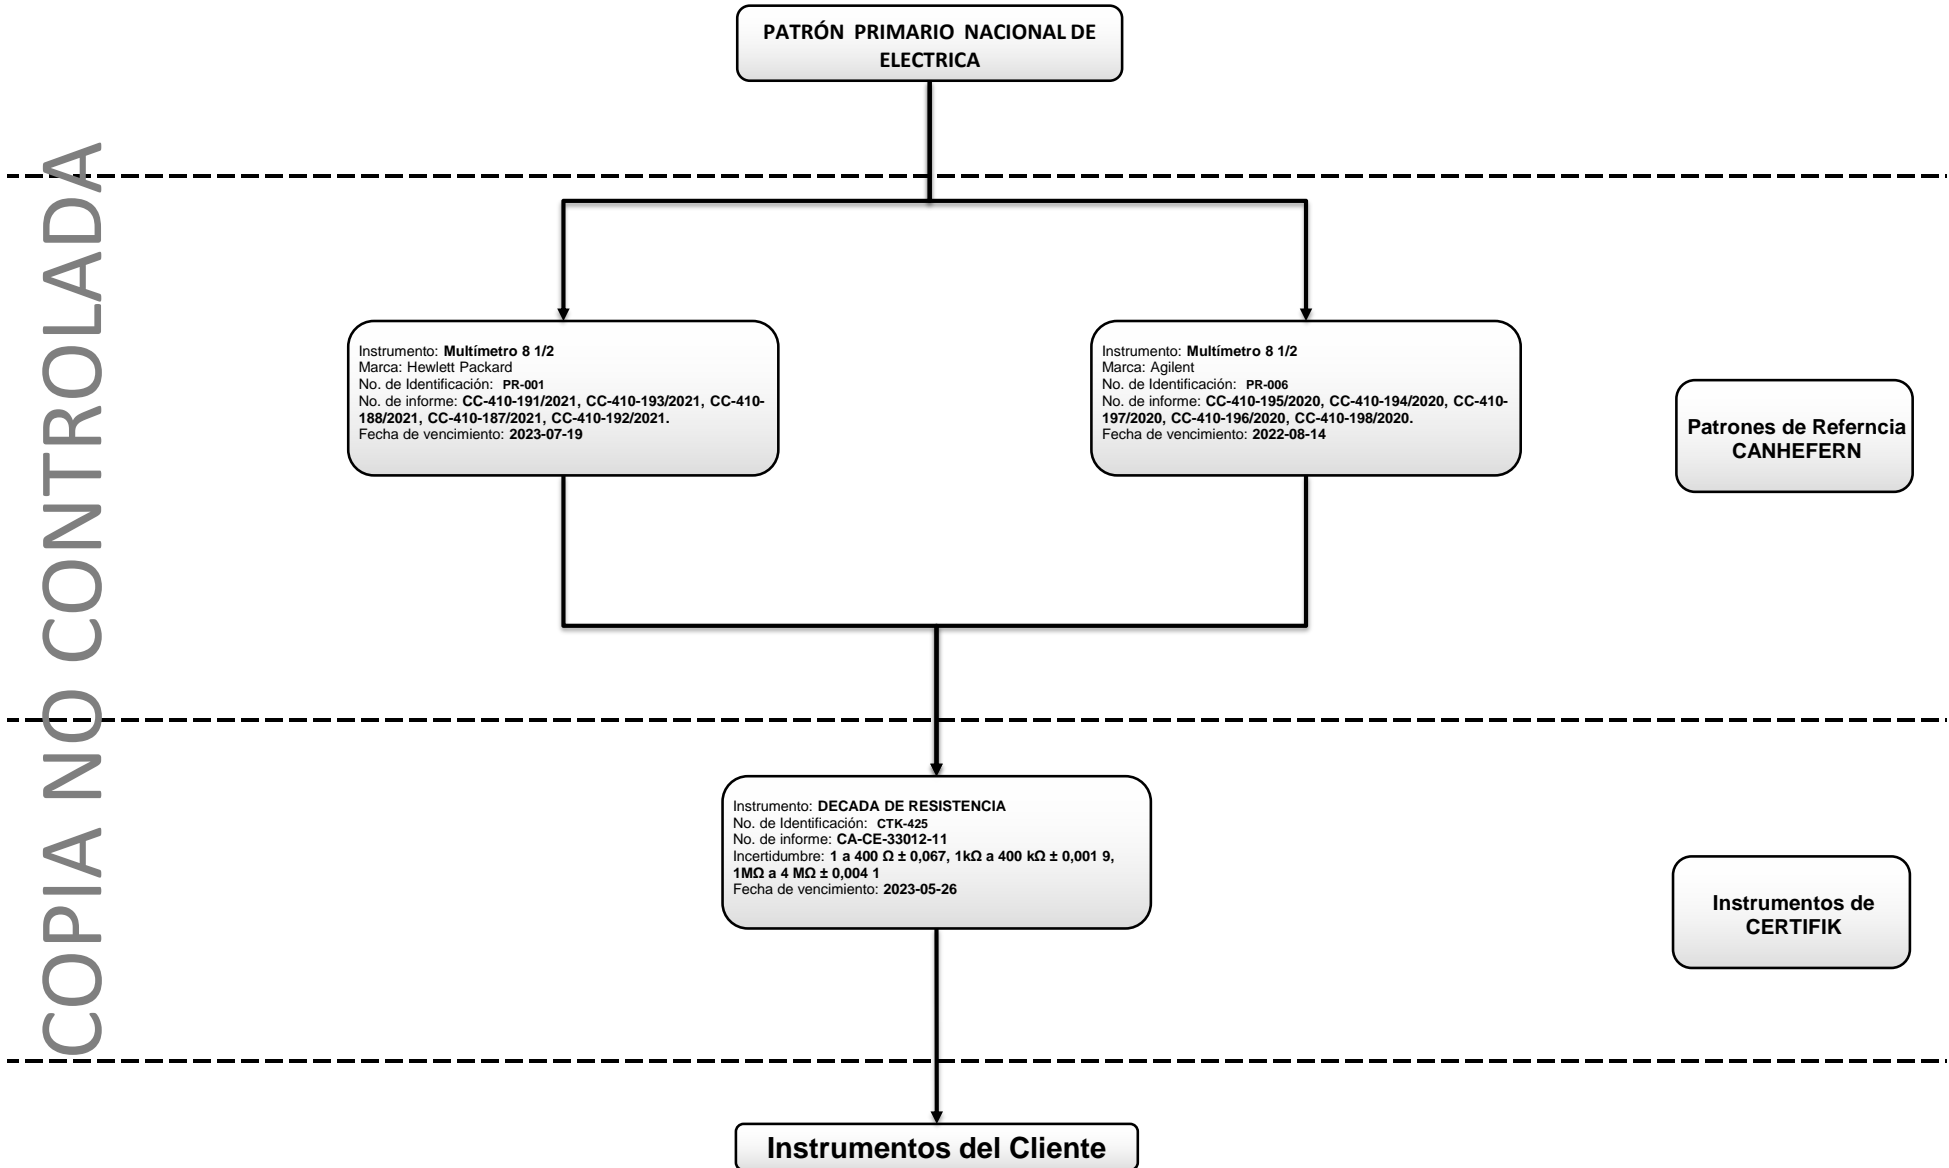 PATRÓN PRIMARIO NACIONAL DE
ELECTRICA
COPIA NO CONTROLADA
Instrumento: Multímetro 8 1/2
Marca: Hewlett Packard
No. de Identificación: PR-001
No. de informe: CC-410-191/2021, CC-410-193/2021, CC-410-
188/2021, CC-410-187/2021, CC-410-192/2021.
Fecha de vencimiento: 2023-07-19
Instrumento: Multímetro 8 1/2
Marca: Agilent
No. de Identificación: PR-006
No. de informe: CC-410-195/2020, CC-410-194/2020, CC-410-
197/2020, CC-410-196/2020, CC-410-198/2020.
Fecha de vencimiento: 2022-08-14
Patrones de Referncia
CANHEFERN
Instrumento: DECADA DE RESISTENCIA
No. de Identificación: CTK-425
No. de informe: CA-CE-33012-11
Incertidumbre: 1 a 400 Ω ± 0,067, 1kΩ a 400 kΩ ± 0,001 9,
1MΩ a 4 MΩ ± 0,004 1
Fecha de vencimiento: 2023-05-26
Instrumentos de
CERTIFIK
Instrumentos del Cliente